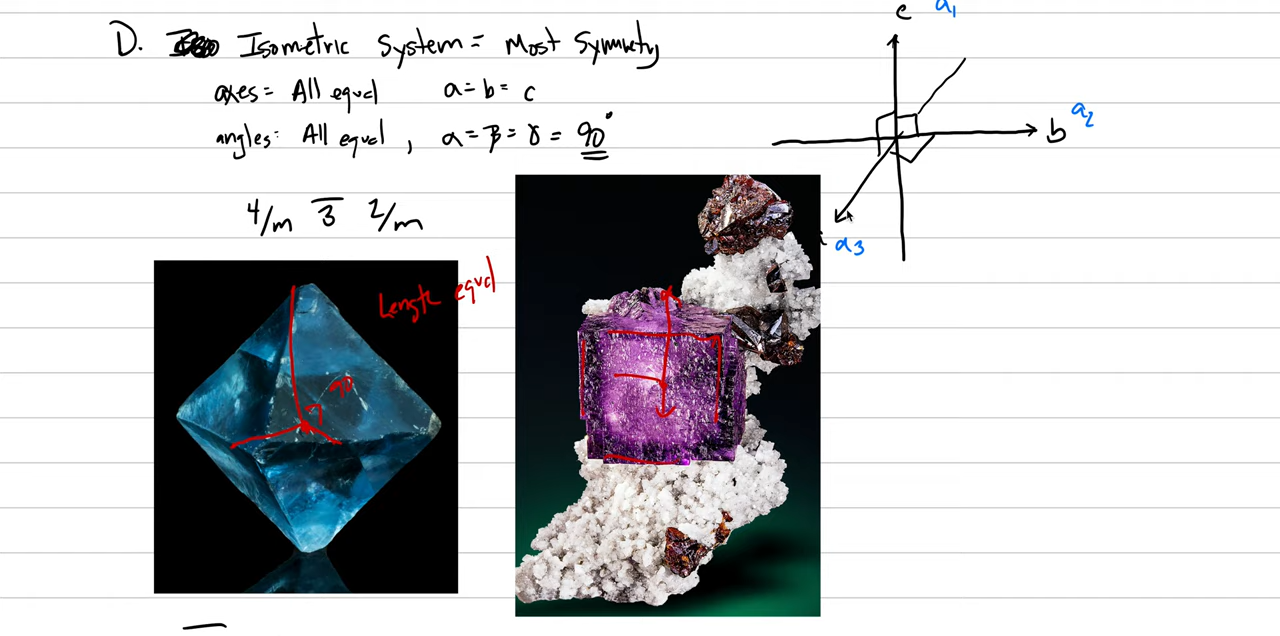 D. Isometric System = Most Symmetry
axes = All equal a = b = c
angles: All equal, α = β = γ = 90°
4/m 3̅ 2/m
c a1
b a2
a3
Length equal
90